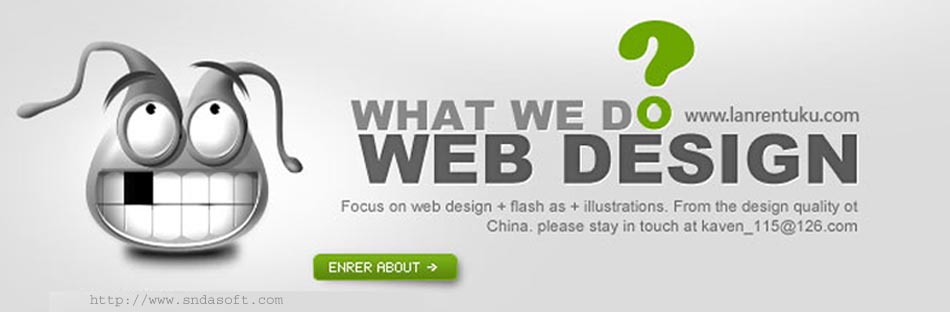 WHAT WE DO?
www.lanrentuku.com
WEB DESIGN
Focus on web design + flash as + illustrations. From the design quality ot
China. please stay in touch at kaven_115@126.com
ENRER ABOUT →
http://www.sndasoft.com